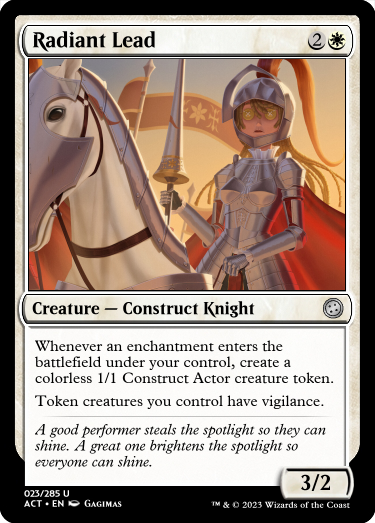 Radiant Lead 2
Creature — Construct Knight
Whenever an enchantment enters the
battlefield under your control, create a
colorless 1/1 Construct Actor creature token.
Token creatures you control have vigilance.
A good performer steals the spotlight so they can
shine. A great one brightens the spotlight so
everyone can shine.
3/2
023/285 U
ACT • EN Gagimas
™ & © 2023 Wizards of the Coast